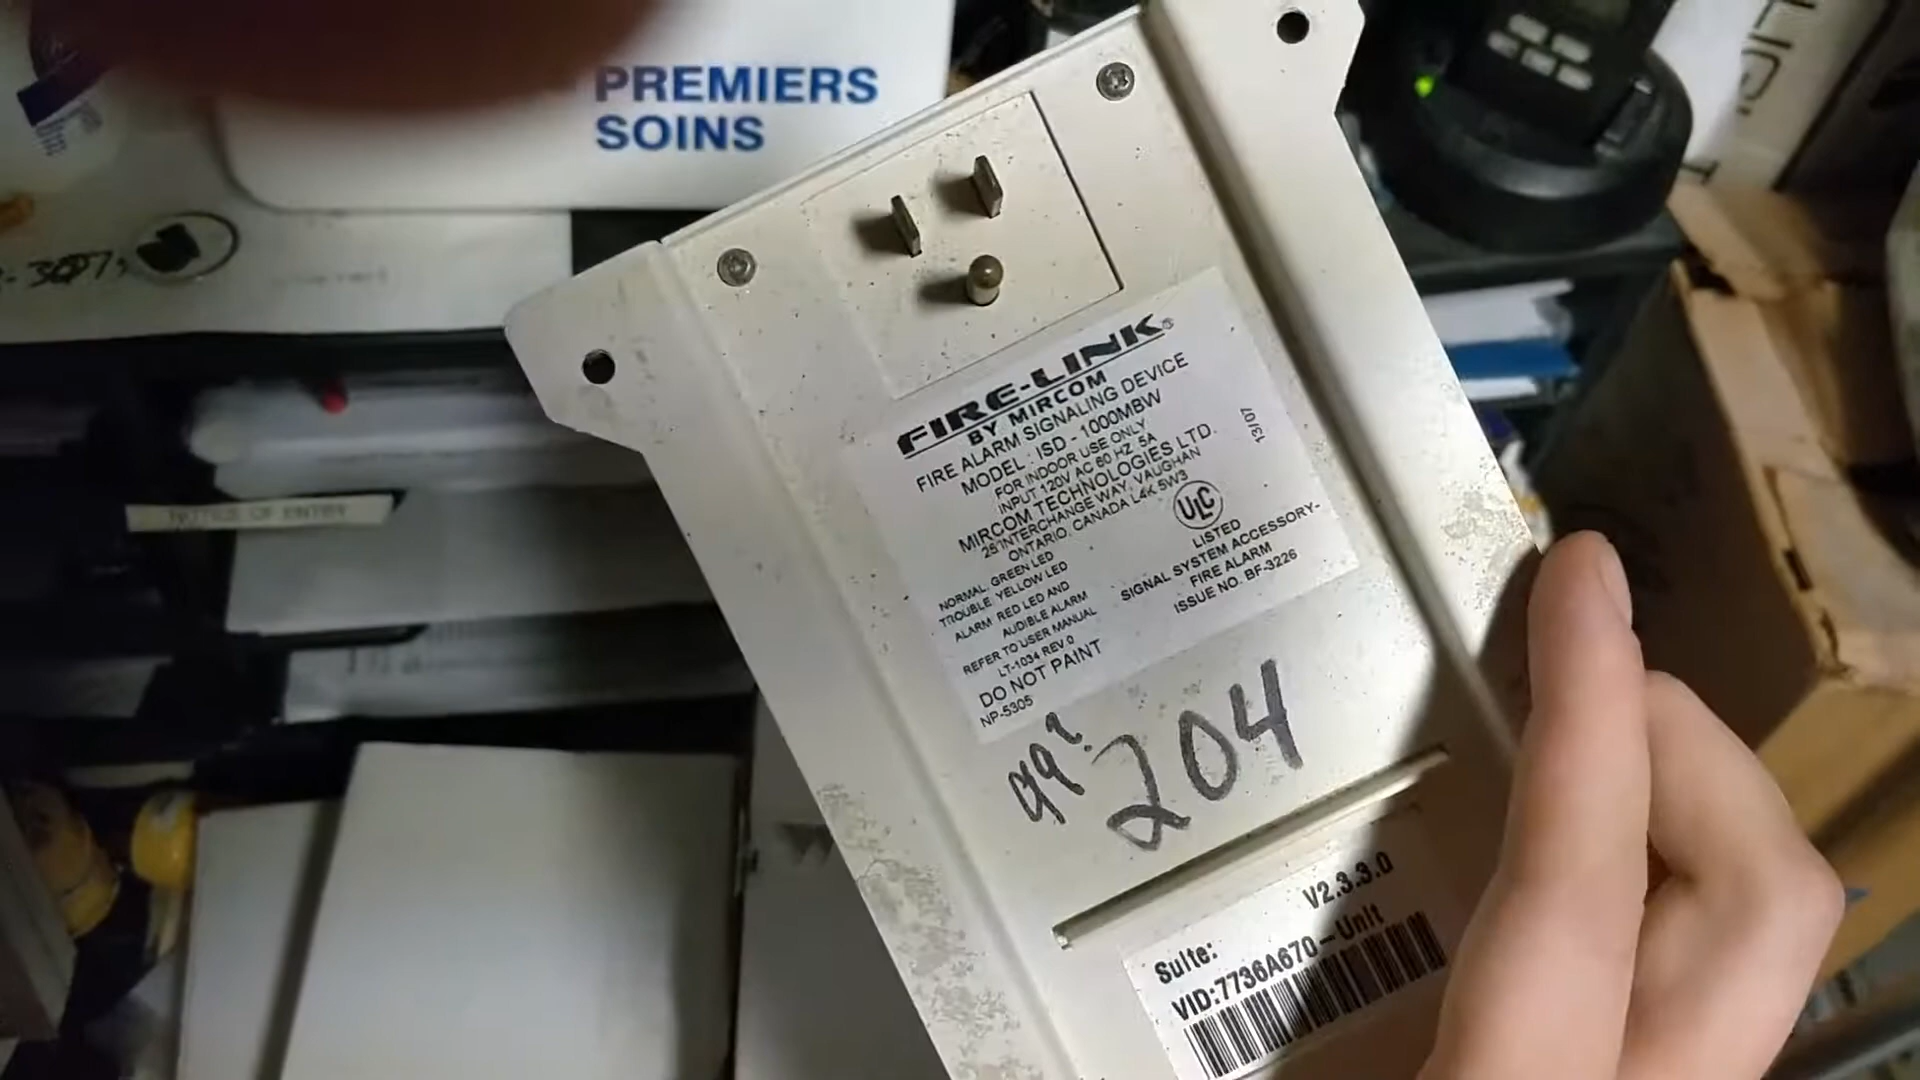 PREMIERS
SOINS
NOTICE OF ENTRY
FIRE-LINK®
BY MIRCOM
FIRE ALARM SIGNALING DEVICE
MODEL : ISD - 1000MBW
FOR INDOOR USE ONLY
INPUT 120V AC 60 HZ .5A
MIRCOM TECHNOLOGIES LTD.
25 INTERCHANGE WAY, VAUGHAN
ONTARIO. CANADA L4K 5W3
13/07
NORMAL GREEN LED
TROUBLE YELLOW LED
ALARM RED LED AND
AUDIBLE ALARM
REFER TO USER MANUAL
LT-1034 REV.0
DO NOT PAINT
NP-5305
ULC
LISTED
SIGNAL SYSTEM ACCESSORY-
FIRE ALARM
ISSUE NO. BF-3226
204
V2.3.3.0
Suite:
VID:7736A670-Unit